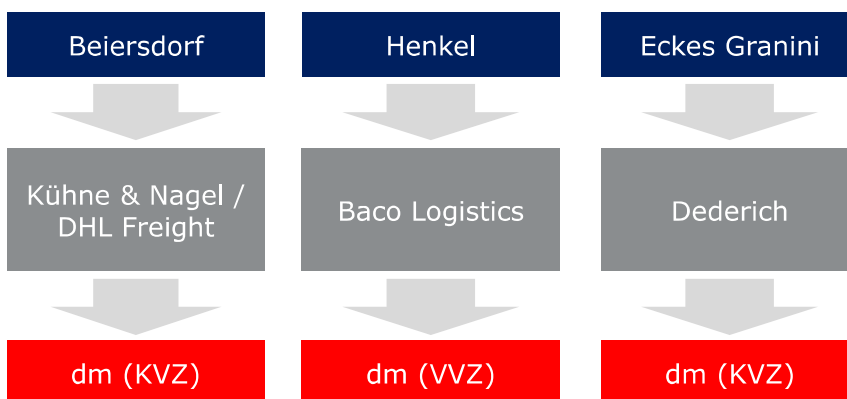 Beiersdorf
Henkel
Eckes Granini
Kühne & Nagel /
DHL Freight
Baco Logistics
Dederich
dm (KVZ)
dm (VVZ)
dm (KVZ)